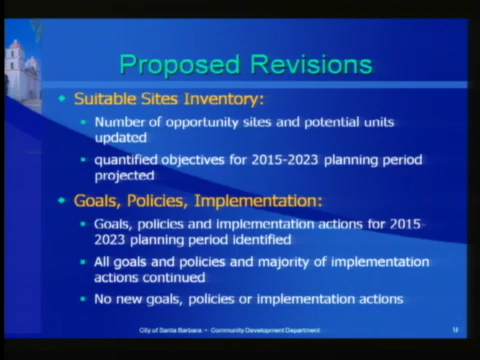 Proposed Revisions
Suitable Sites Inventory:
Number of opportunity sites and potential units
updated
quantified objectives for 2015-2023 planning period
projected
Goals, Policies, Implementation:
Goals, policies and implementation actions for 2015-
2023 planning period identified
All goals and policies and majority of implementation
actions continued
No new goals, policies or implementation actions
City of Santa Barbara • Community Development Department